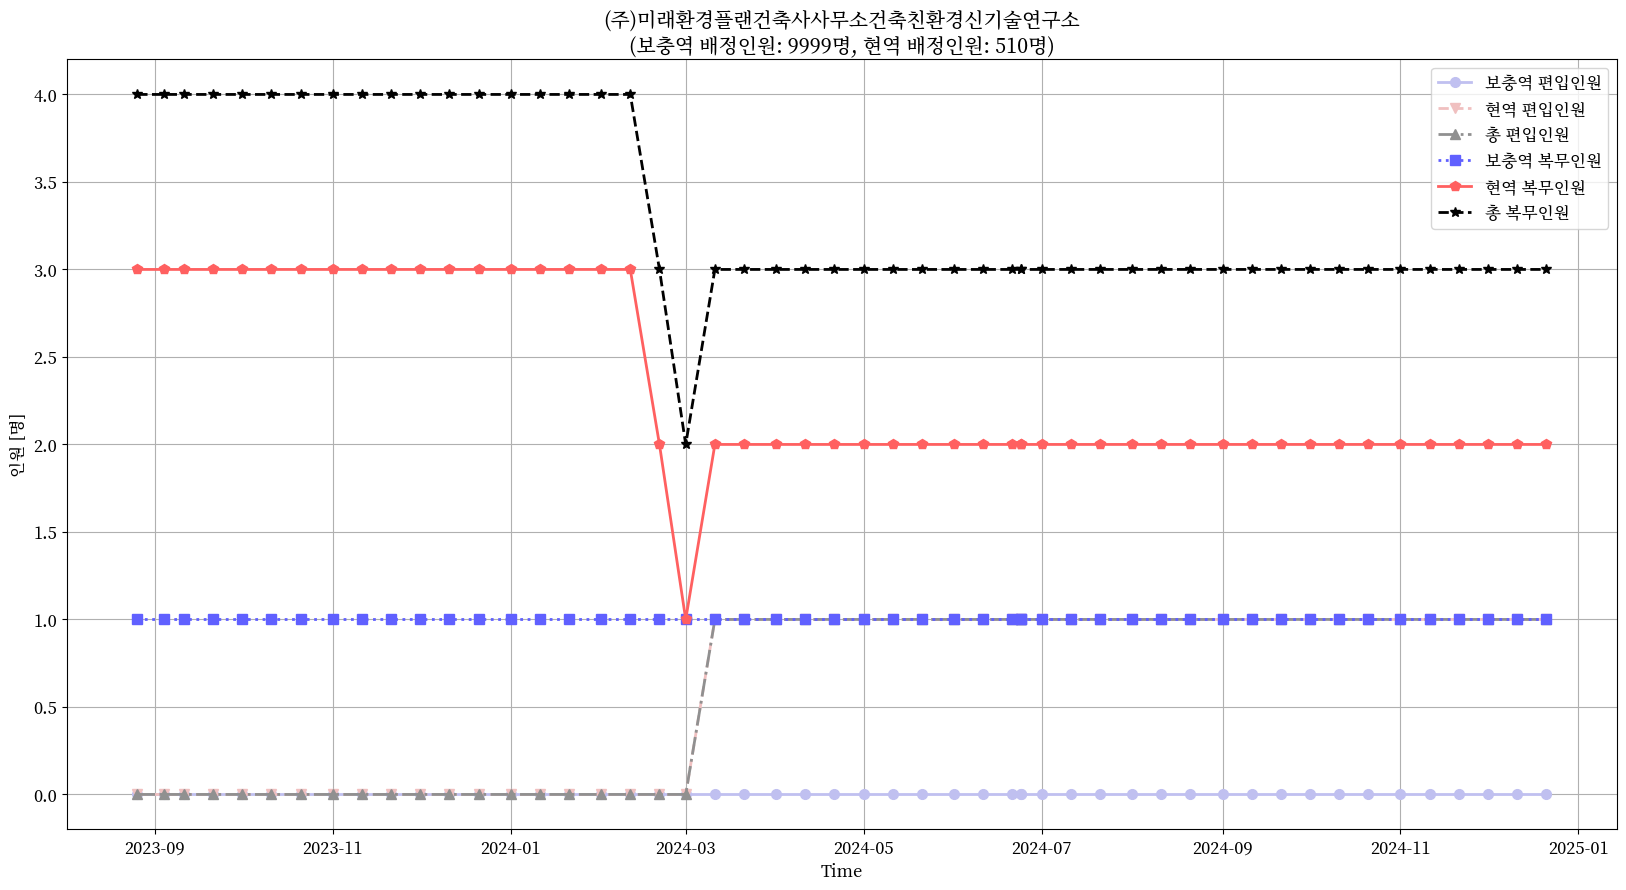 (주)미래환경플랜건축사사무소건축친환경신기술연구소
(보충역 배정인원: 9999명, 현역 배정인원: 510명)
보충역 편입인원
현역 편입인원
총 편입인원
보충역 복무인원
현역 복무인원
총 복무인원
인원 [명]
4.0
3.5
3.0
2.5
2.0
1.5
1.0
0.5
0.0
2023-09
2023-11
2024-01
2024-03
2024-05
2024-07
2024-09
2024-11
2025-01
Time